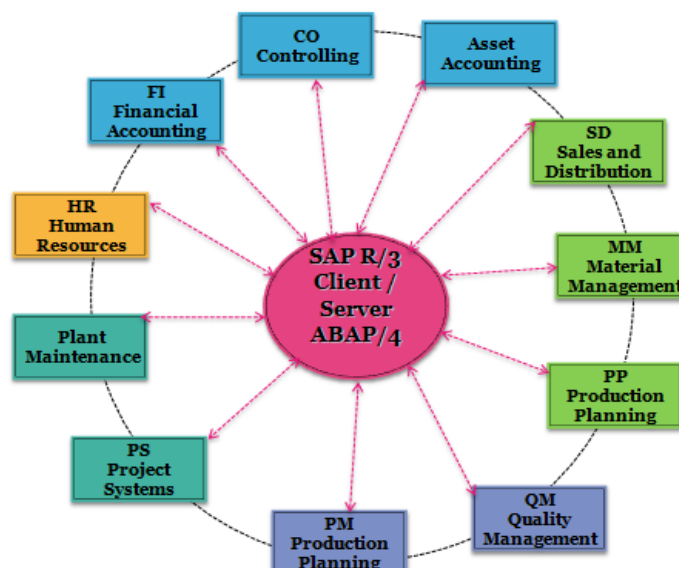 CO
Controlling
Asset
Accounting
FI
Financial
Accounting
SD
Sales and
Distribution
HR
Human
Resources
SAP R/3
Client /
Server
ABAP/4
MM
Material
Management
Plant
Maintenance
PP
Production
Planning
PS
Project
Systems
QM
Quality
Management
PM
Production
Planning